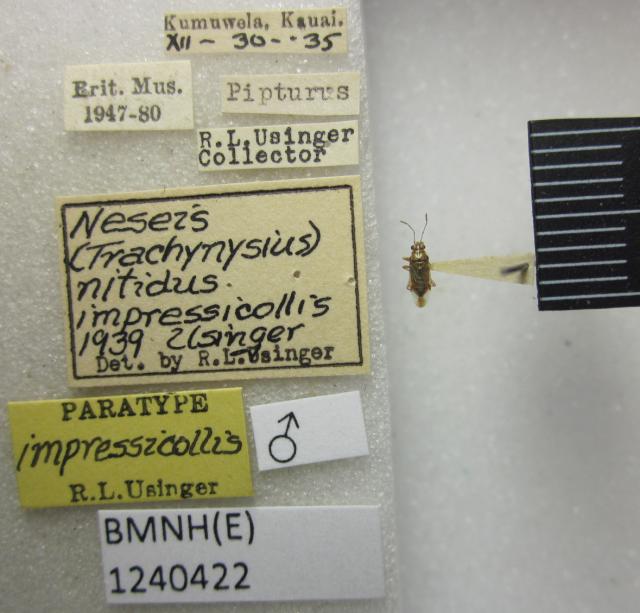 Kumuwela, Kauai.
XII - 30 - 35
Brit. Mus.
1947-80
Pipturus
R.L.Usinger
Collector
Neseis
(Trachynysius)
nitidus
impressicollis
1939 Usinger
Det. by R.L.Usinger
PARATYPE
impressicollis
R.L.Usinger
♂
BMNH(E)
1240422